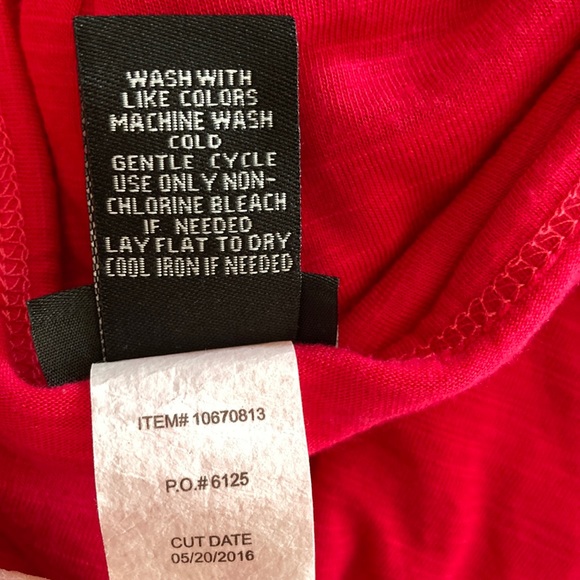 WASH WITH
LIKE COLORS
MACHINE WASH
COLD
GENTLE CYCLE
USE ONLY NON-
CHLORINE BLEACH
IF NEEDED
LAY FLAT TO DRY
COOL IRON IF NEEDED
ITEM# 10670813
P.O.# 6125
CUT DATE
05/20/2016